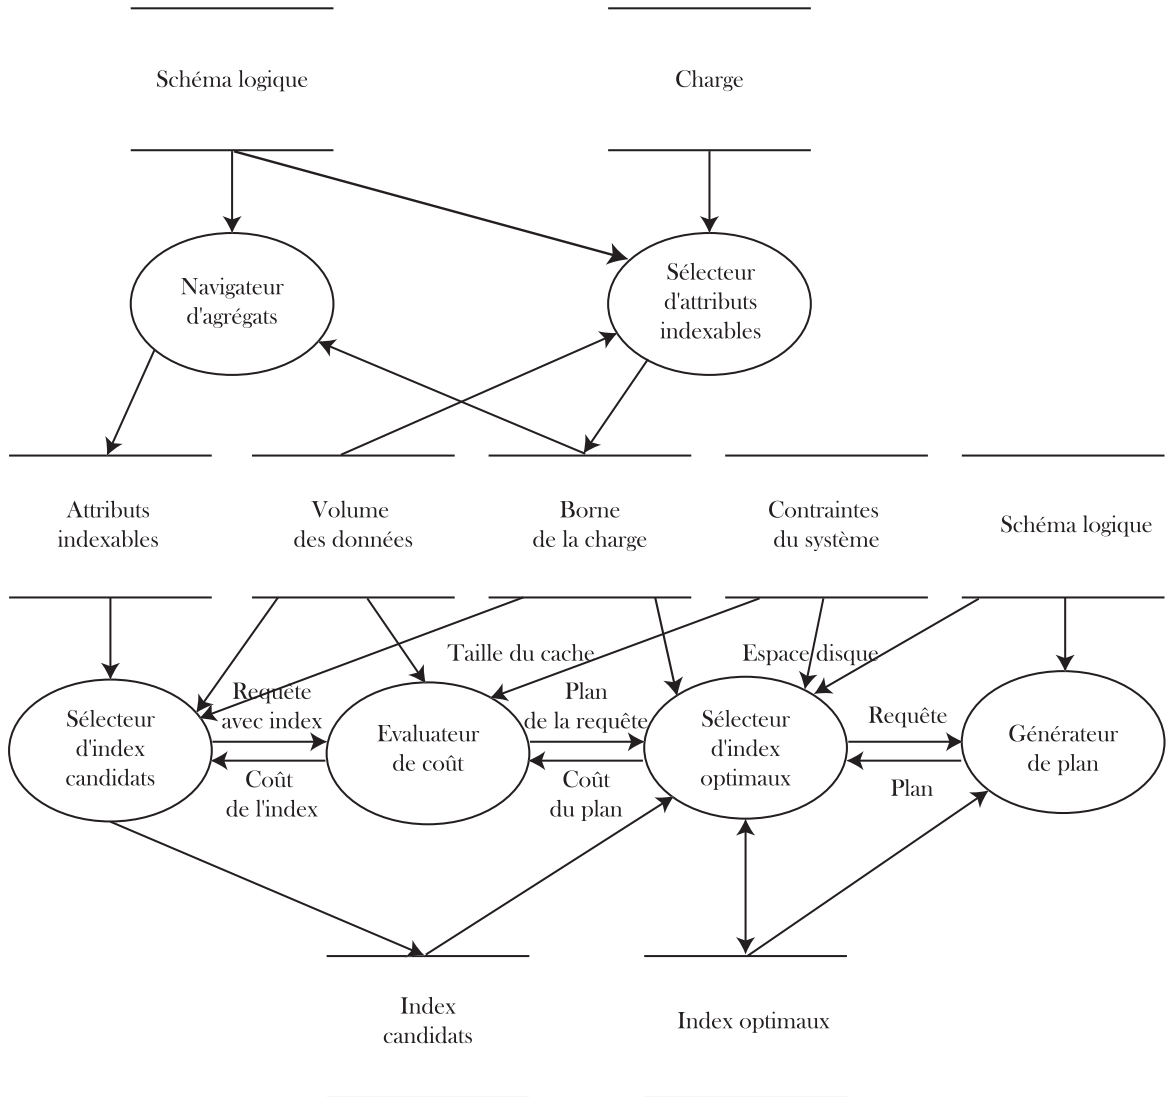 Schéma logique
Charge
Navigateur
d'agrégats
Sélecteur
d'attributs
indexables
Attributs
indexables
Volume
des données
Borne
de la charge
Contraintes
du système
Schéma logique
Taille du cache
Espace disque
Sélecteur
d'index
candidats
Requête
avec index
Coût
de l'index
Evaluateur
de coût
Plan
de la requête
Coût
du plan
Sélecteur
d'index
optimaux
Requête
Plan
Générateur
de plan
Index
candidats
Index optimaux